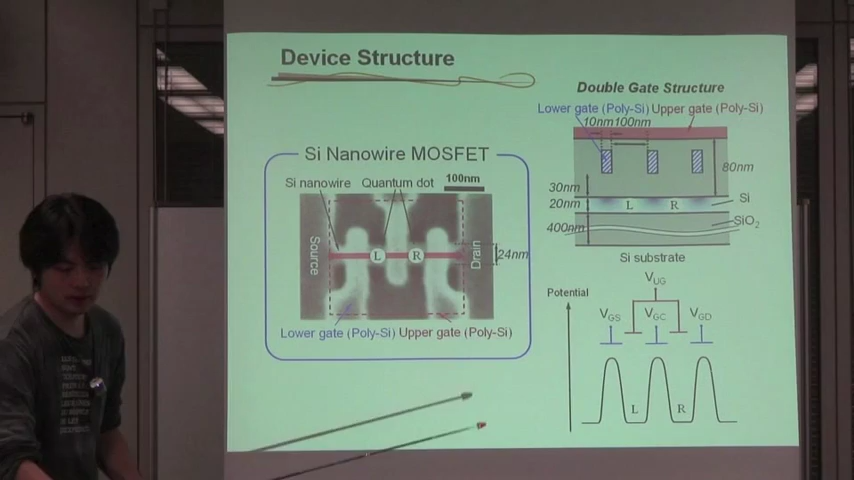 Device Structure
Double Gate Structure
Lower gate (Poly-Si) Upper gate (Poly-Si)
10nm 100nm
80nm
30nm
20nm
400nm
L
R
Si
SiO2
Si substrate
Si Nanowire MOSFET
Si nanowire
Quantum dot
100nm
Source
L
R
Drain
24nm
Lower gate (Poly-Si) Upper gate (Poly-Si)
Potential
VUG
VGS
VGC
VGD
L
R